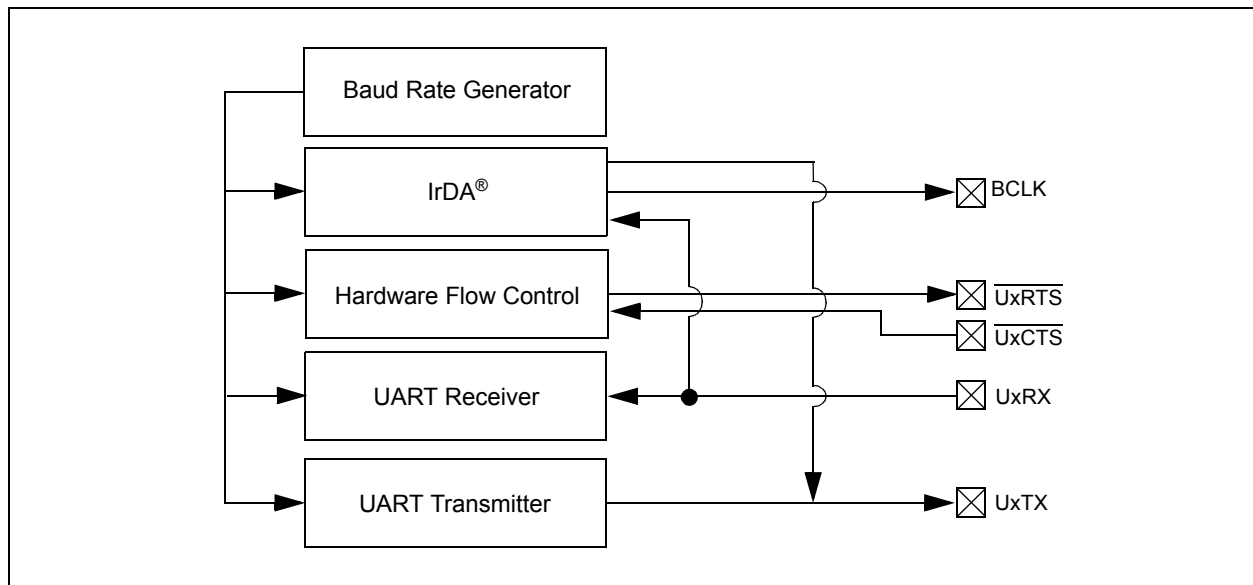 Baud Rate Generator
IrDA®
BCLK
Hardware Flow Control
UxRTS
UxCTS
UART Receiver
UxRX
UART Transmitter
UxTX